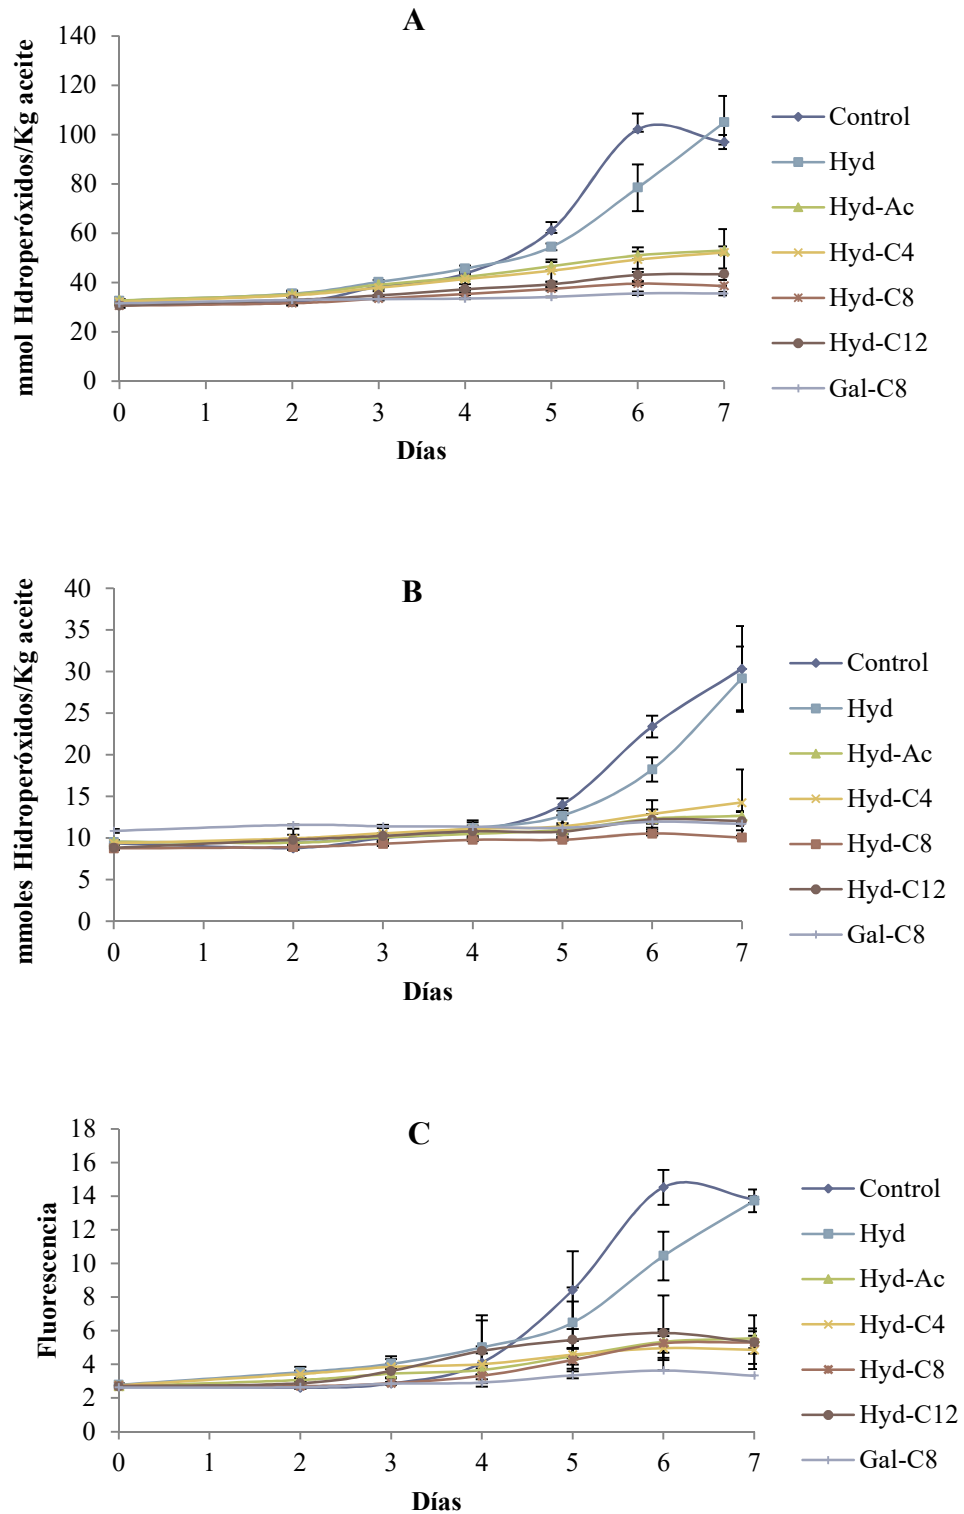 A
mmol Hdroperóxidos/Kg aceite
140
120
100
80
60
40
20
0
0 1 2 3 4 5 6 7
Días
Control
Hyd
Hyd-Ac
Hyd-C4
Hyd-C8
Hyd-C12
Gal-C8
B
mmoles Hidroperóxidos/Kg aceite
40
35
30
25
20
15
10
5
0
0 1 2 3 4 5 6 7
Días
Control
Hyd
Hyd-Ac
Hyd-C4
Hyd-C8
Hyd-C12
Gal-C8
C
Fluorescencia
18
16
14
12
10
8
6
4
2
0
0 1 2 3 4 5 6 7
Días
Control
Hyd
Hyd-Ac
Hyd-C4
Hyd-C8
Hyd-C12
Gal-C8